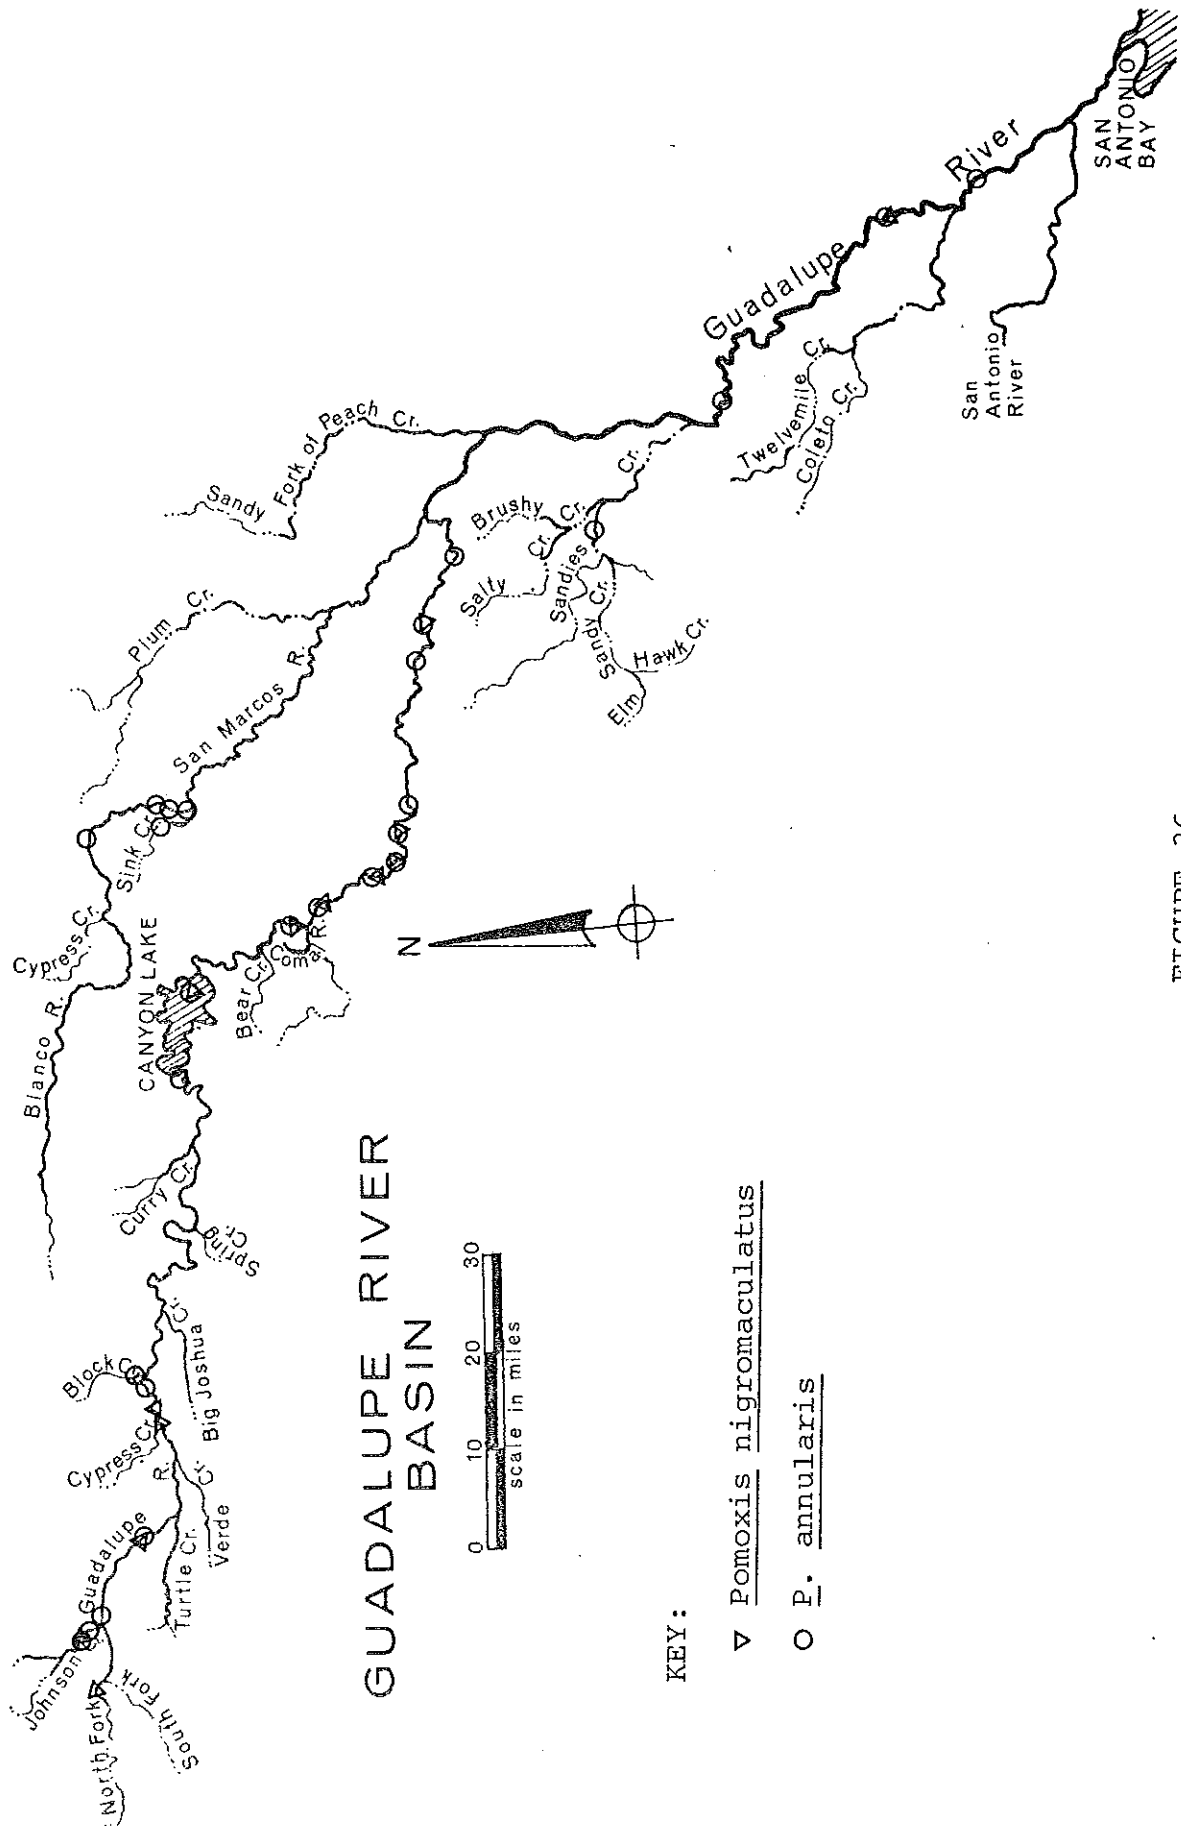 GUADALUPE RIVER
BASIN
0 10 20 30
scale in miles
KEY:
▽ Pomoxis nigromaculatus
○ P. annularis
N
North Fork
South Fork
Johnson Cr.
Guadalupe
R.
Turtle Cr.
Verde Cr.
Cypress Cr.
Block C
Big Joshua Cr.
Spring
Cr.
Curry Cr.
CANYON LAKE
Blanco R.
Cypress Cr.
Sink Cr.
Bear Cr.
Comal R.
San Marcos R.
Plum Cr.
Sandy Fork of Peach Cr.
Brushy Cr.
Salty Cr.
Sandies Cr.
Sandy Cr.
Elm
Hawk Cr.
Guadalupe River
Twelvemile Cr.
Coleto Cr.
San
Antonio
River
SAN
ANTONIO
BAY